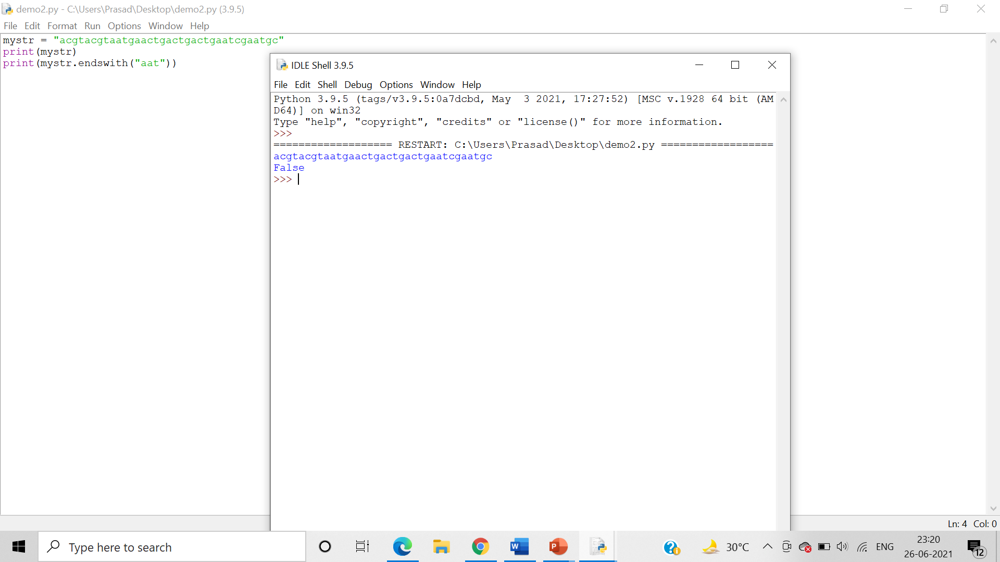 demo2.py - C:\Users\Prasad\Desktop\demo2.py (3.9.5)
File Edit Format Run Options Window Help
mystr = "acgtacgtaatgaactgactgactgaatcgaatgc"
print(mystr)
print(mystr.endswith("aat"))
IDLE Shell 3.9.5
File Edit Shell Debug Options Window Help
Python 3.9.5 (tags/v3.9.5:0a7dcbd, May  3 2021, 17:27:52) [MSC v.1928 64 bit (AM
D64)] on win32
Type "help", "copyright", "credits" or "license()" for more information.
>>>
=================== RESTART: C:\Users\Prasad\Desktop\demo2.py ==================
acgtacgtaatgaactgactgactgaatcgaatgc
False
>>>
Ln: 4 Col: 0
Type here to search
W
P
30°C
ENG
23:20
26-06-2021
12